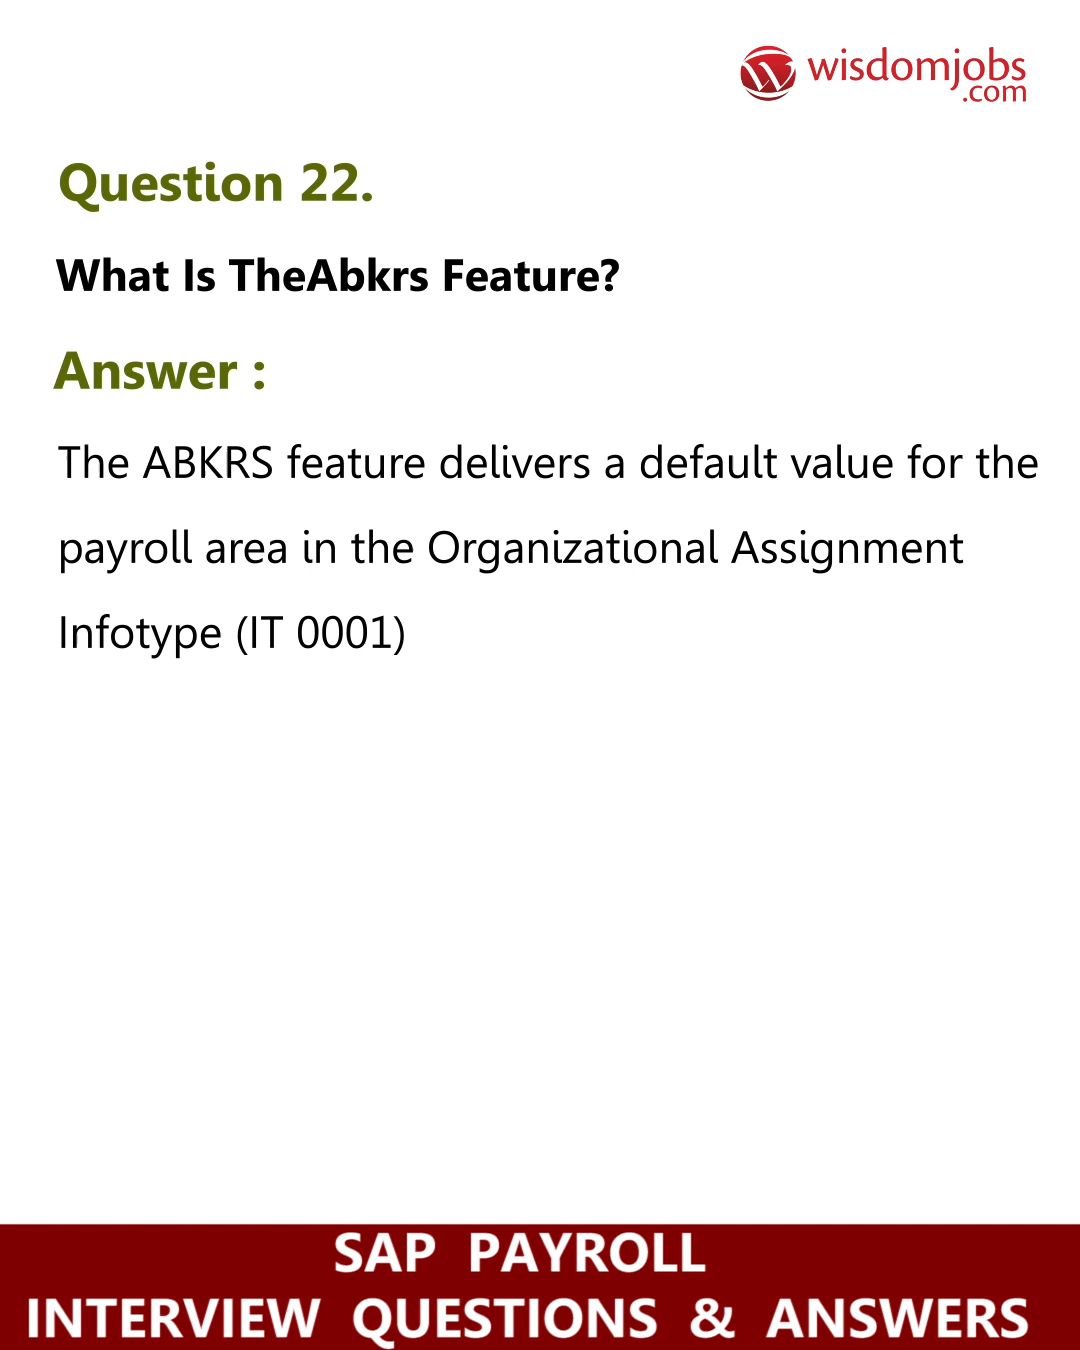 wisdomjobs
.com
Question 22.
What Is TheAbkrs Feature?
Answer :
The ABKRS feature delivers a default value for the
payroll area in the Organizational Assignment
Infotype (IT 0001)
SAP PAYROLL
INTERVIEW QUESTIONS & ANSWERS